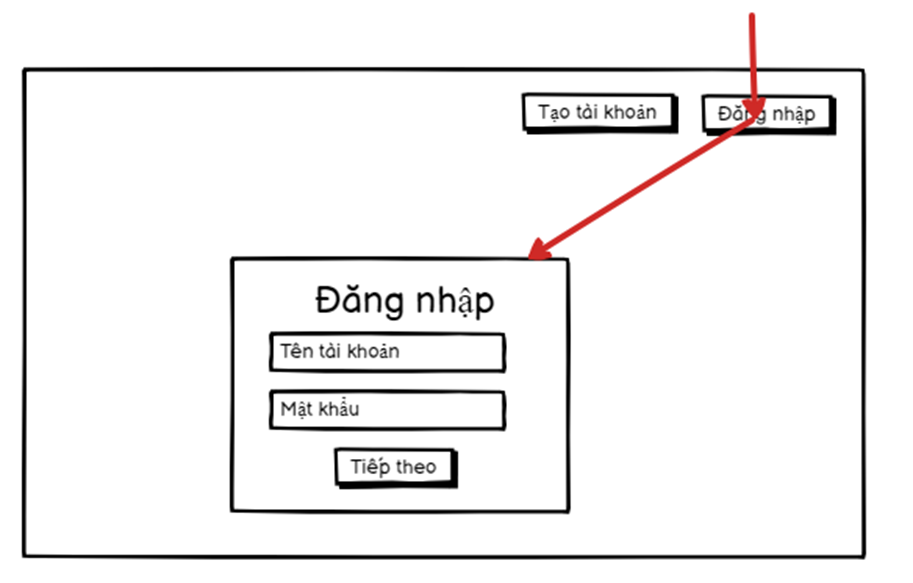 Tạo tài khoản
Đăng nhập
Đăng nhập
Tên tài khoản
Mật khẩu
Tiếp theo